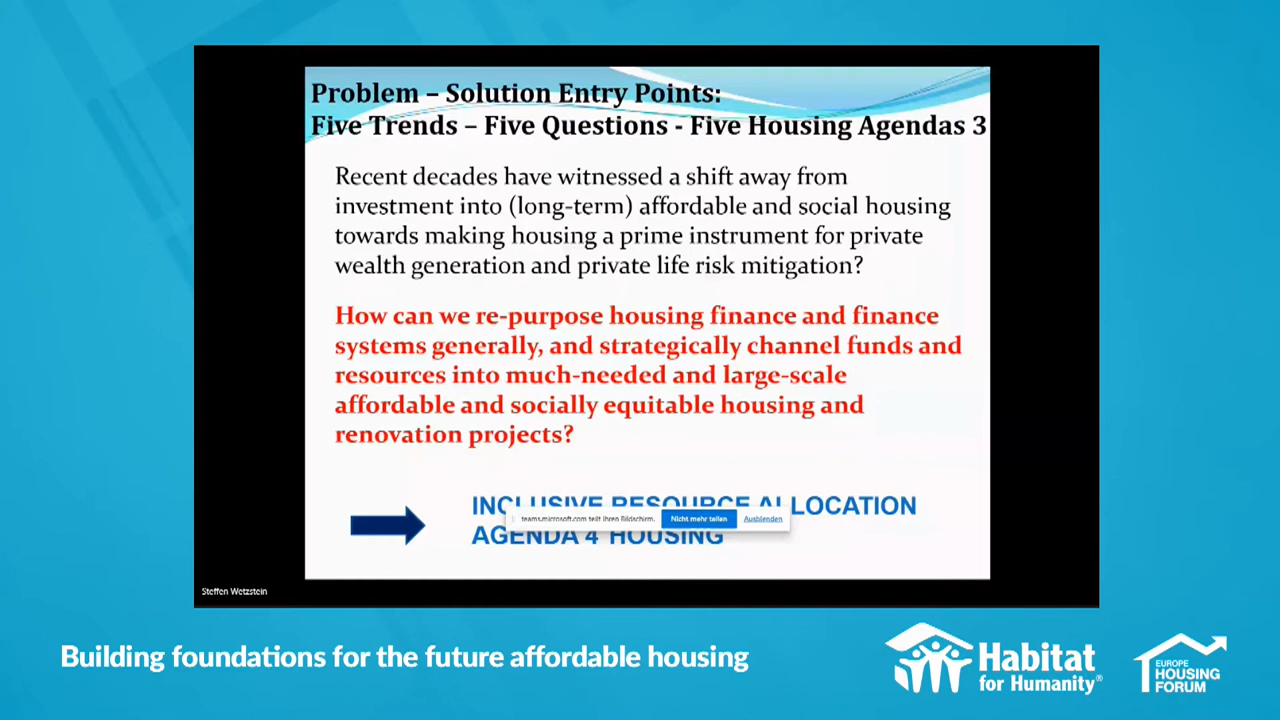 Problem – Solution Entry Points:
Five Trends – Five Questions - Five Housing Agendas 3
Recent decades have witnessed a shift away from
investment into (long-term) affordable and social housing
towards making housing a prime instrument for private
wealth generation and private life risk mitigation?
How can we re-purpose housing finance and finance
systems generally, and strategically channel funds and
resources into much-needed and large-scale
affordable and socially equitable housing and
renovation projects?
INCLUSIVE RESOURCE ALLOCATION
teams.microsoft.com teilt Ihren Bildschirm. Nicht mehr teilen Ausblenden
AGENDA 4 HOUSING
Steffen Wetzstein
Building foundations for the future affordable housing
Habitat
for Humanity®
EUROPE
HOUSING
FORUM